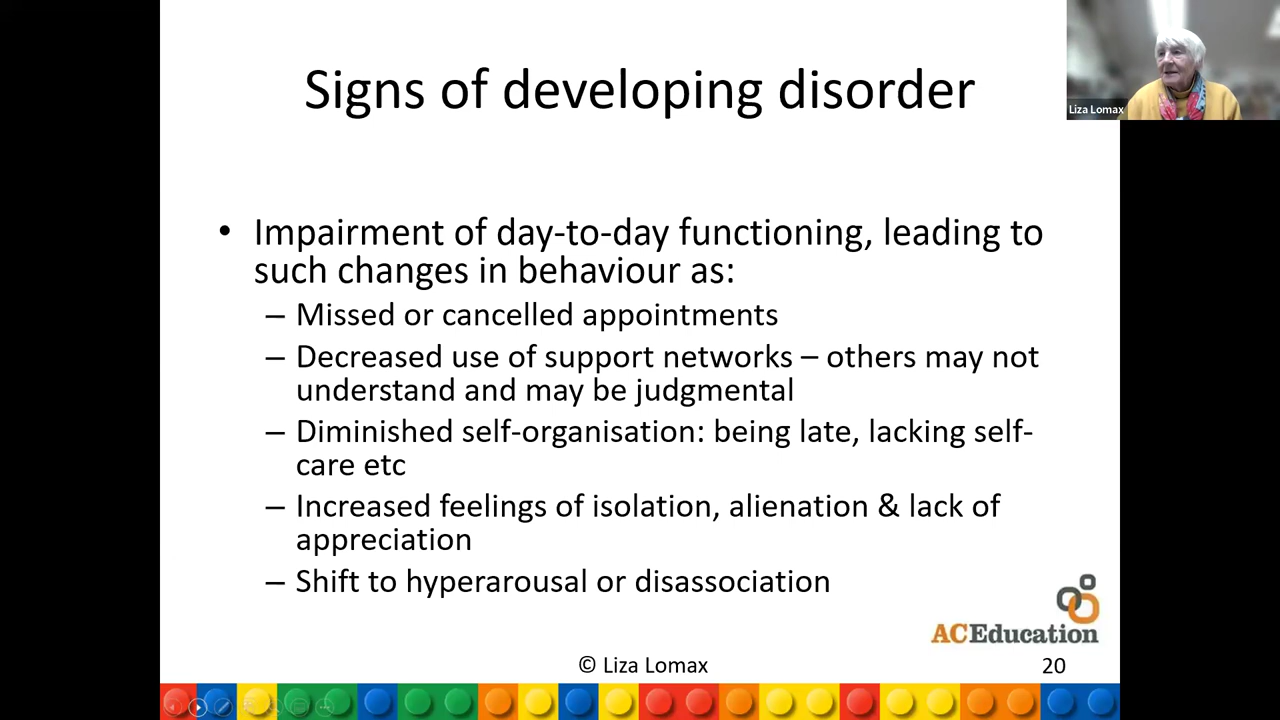 Signs of developing disorder
Liza Lomax
• Impairment of day-to-day functioning, leading to
such changes in behaviour as:
– Missed or cancelled appointments
– Decreased use of support networks – others may not
understand and may be judgmental
– Diminished self-organisation: being late, lacking self-
care etc
– Increased feelings of isolation, alienation & lack of
appreciation
– Shift to hyperarousal or disassociation
ACEducation
© Liza Lomax
20